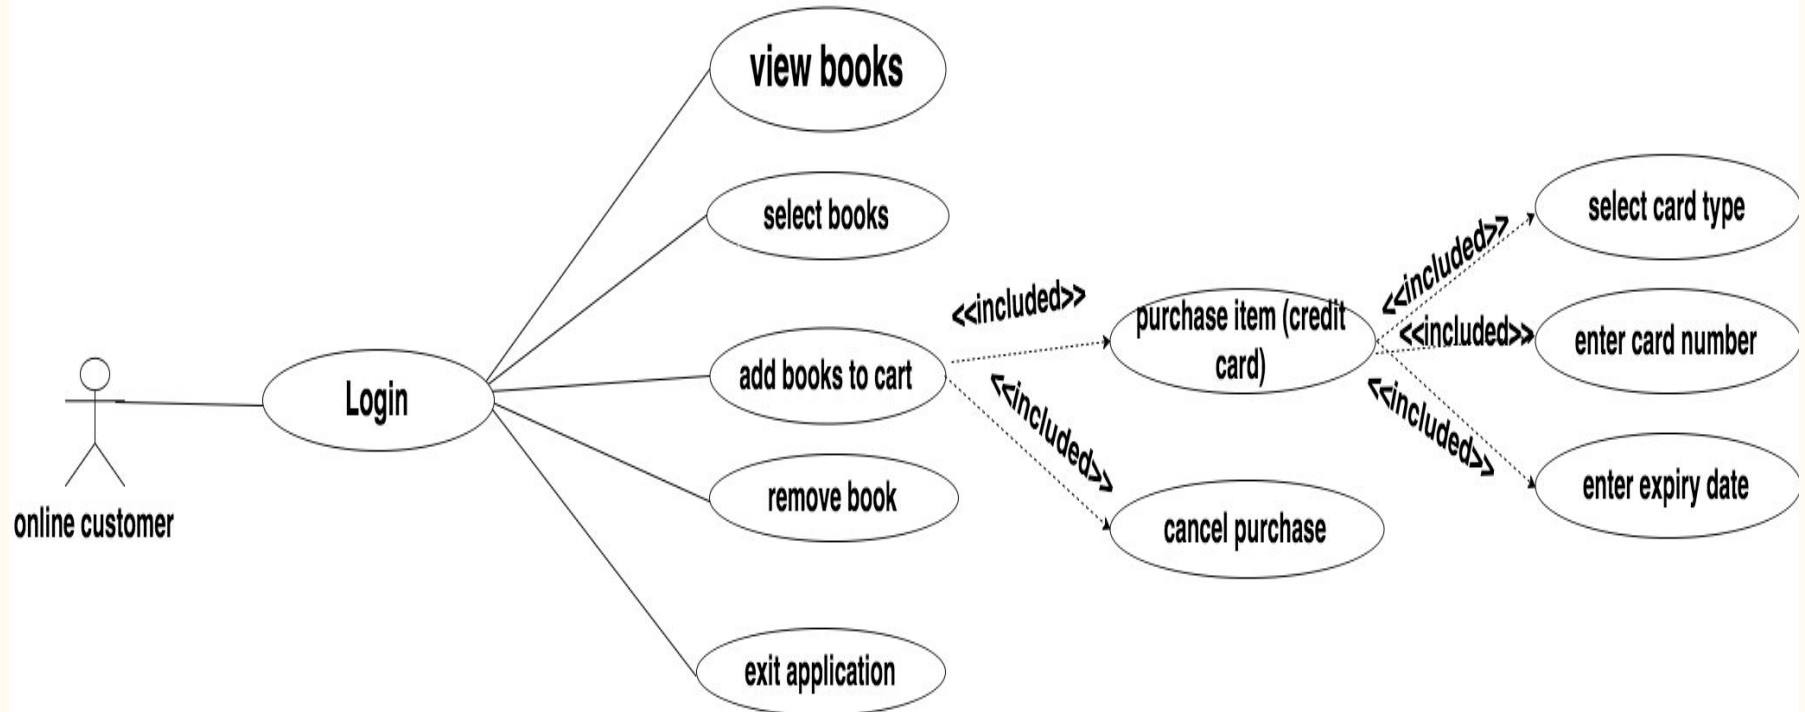 view books
select books
<<included>>
select card type
<<included>>
purchase item (credit
card)
<<included>>
enter card number
Login
add books to cart
<<included>>
<<included>>
enter expiry date
remove book
cancel purchase
online customer
exit application